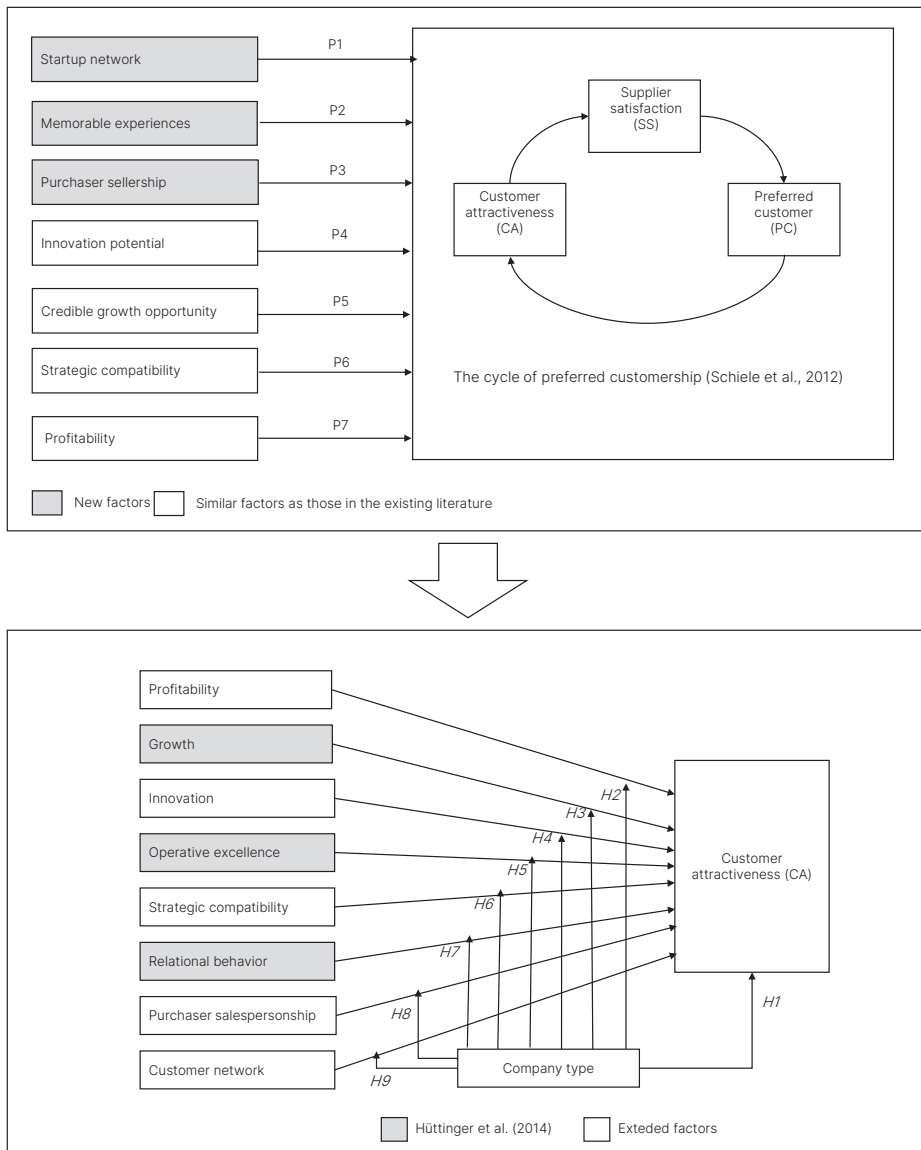 Startup network
P1
Memorable experiences
P2
Purchaser sellership
P3
Innovation potential
P4
Credible growth opportunity
P5
Strategic compatibility
P6
Profitability
P7
Supplier
satisfaction
(SS)
Customer
attractiveness
(CA)
Preferred
customer
(PC)
The cycle of preferred customership (Schiele et al., 2012)
New factors
Similar factors as those in the existing literature
Profitability
Growth
Innovation
Operative excellence
Strategic compatibility
Relational behavior
Purchaser salespersonship
Customer network
H2
H3
H4
H5
H6
H7
H8
H9
H1
Customer
attractiveness (CA)
Company type
Hüttinger et al. (2014)
Exteded factors